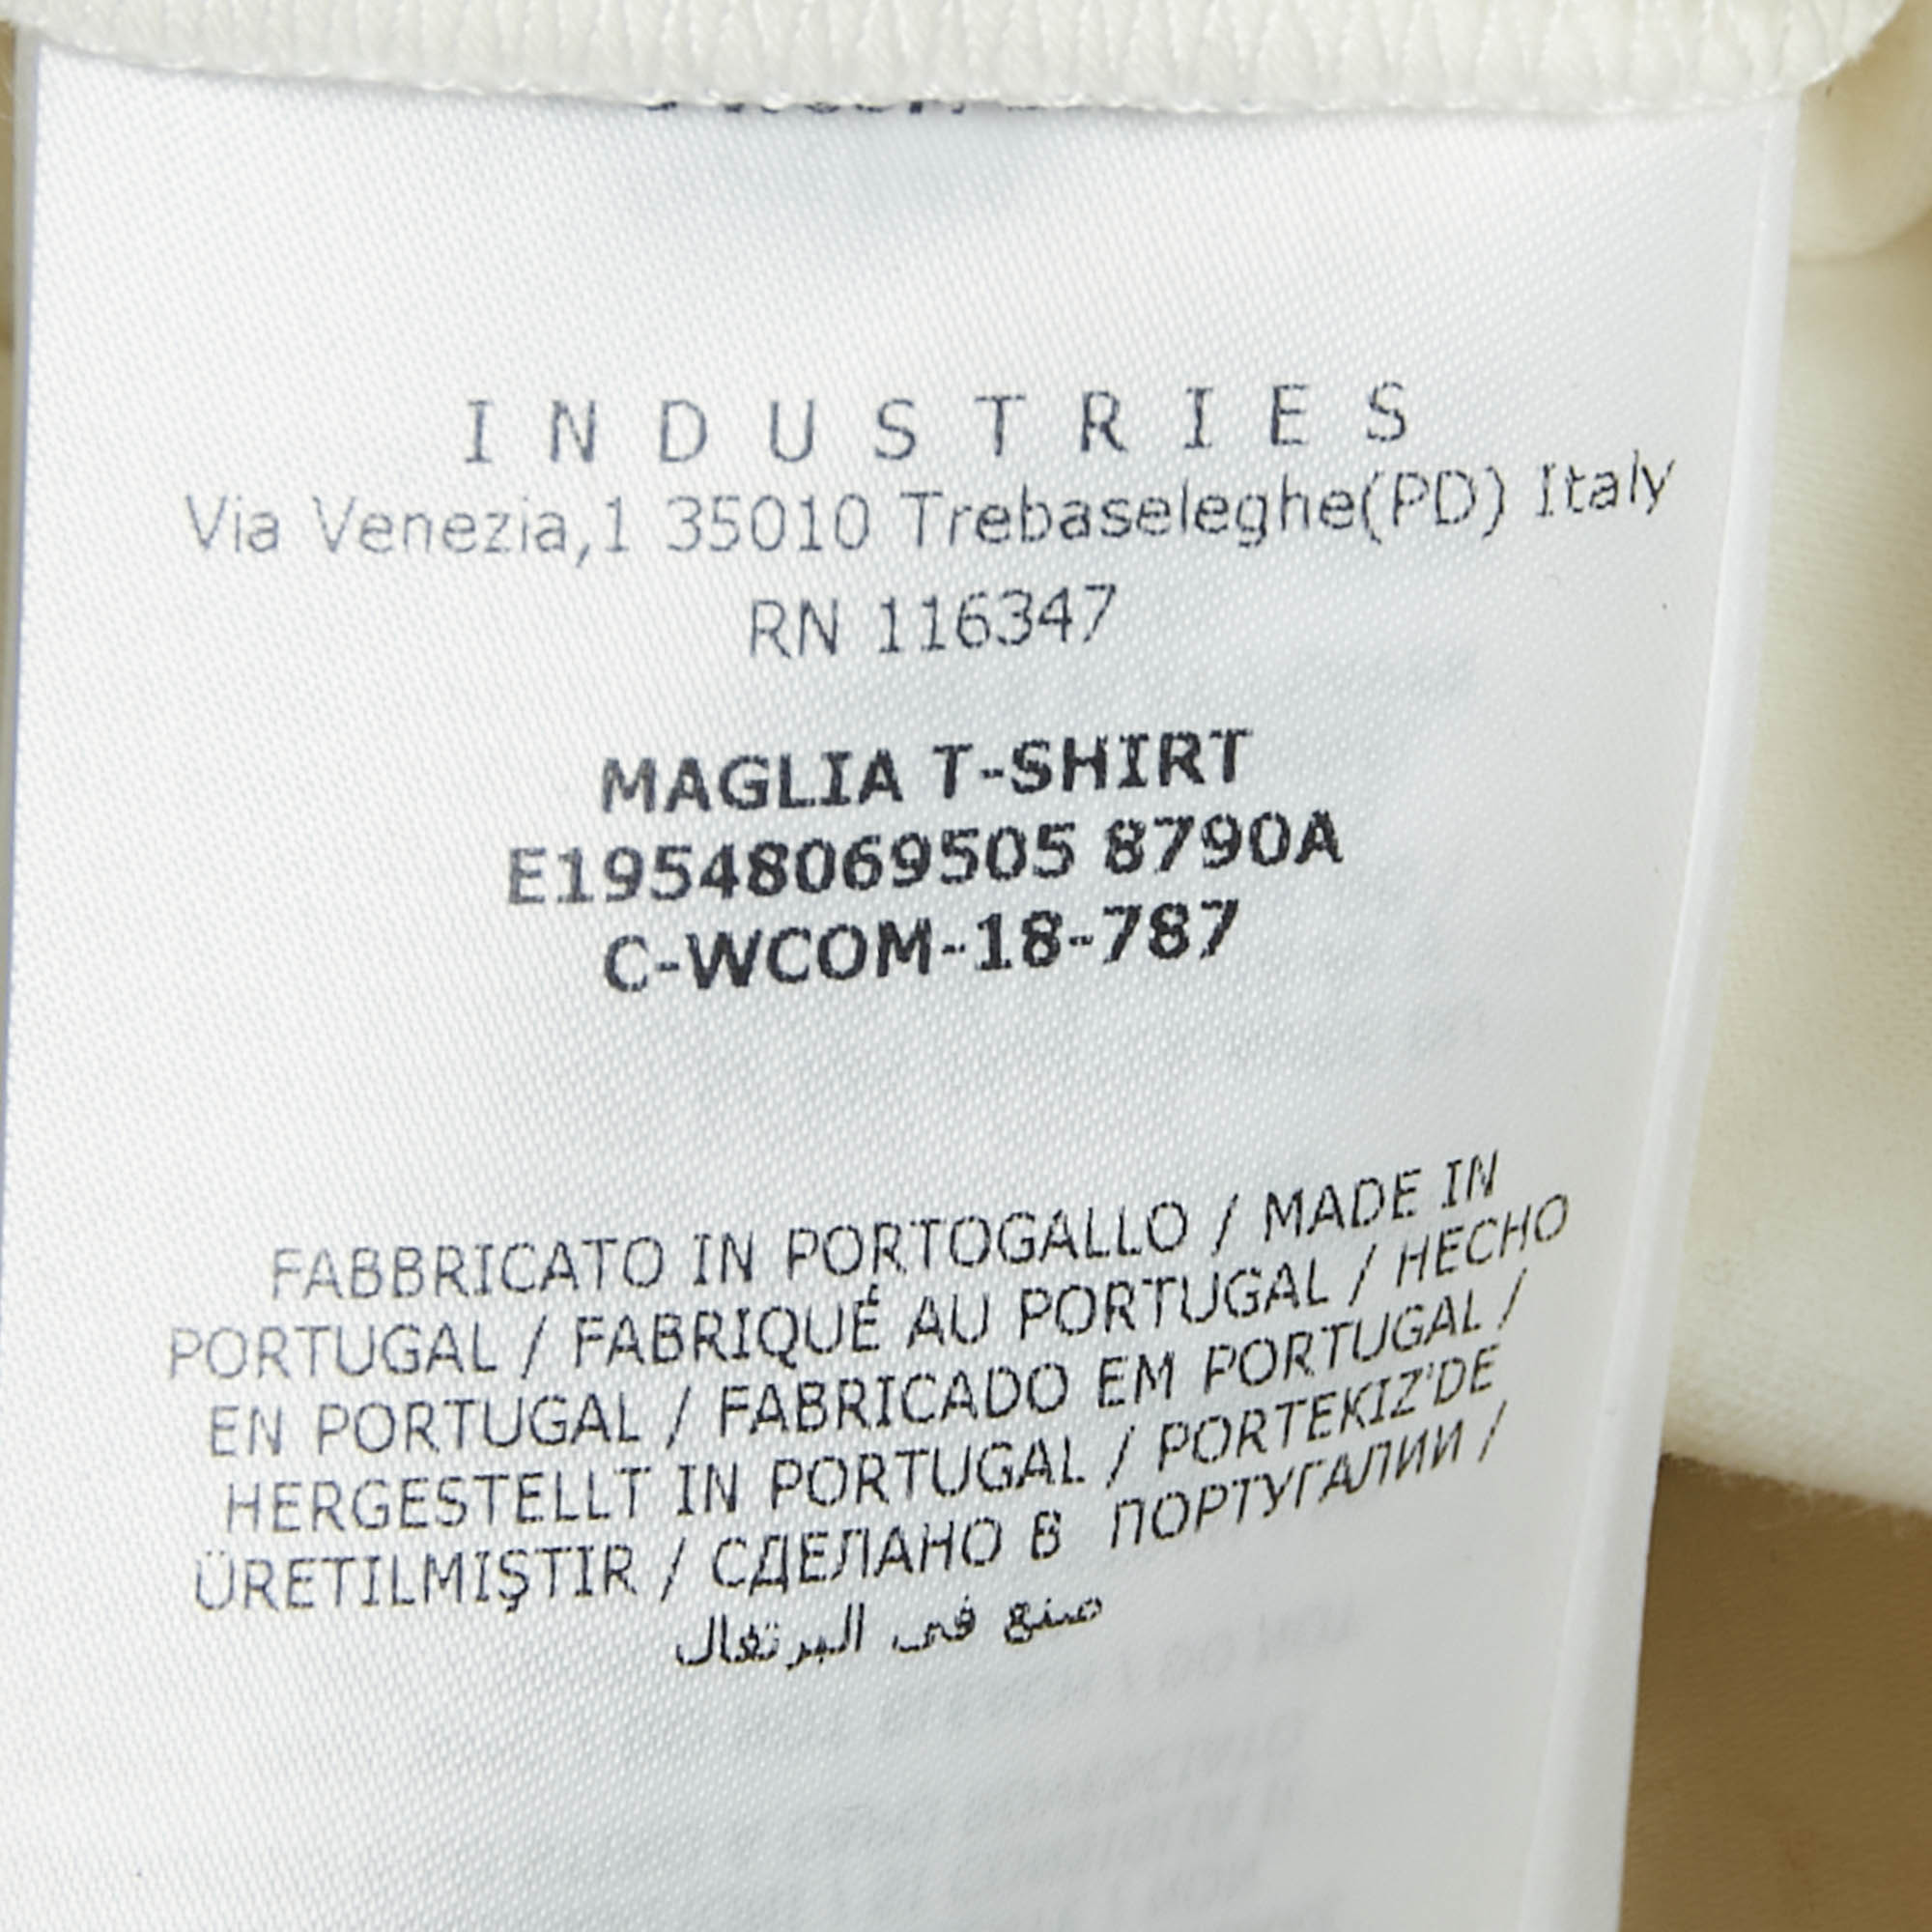 I N D U S T R I E S
Via Venezia,1 35010 Trebaseleghe(PD) Italy
RN 116347
MAGLIA T-SHIRT
E19548069505 8790A
C-WCOM-18-787
FABBRICATO IN PORTOGALLO / MADE IN
PORTUGAL / FABRIQUÉ AU PORTUGAL / HECHO
EN PORTUGAL / FABRICADO EM PORTUGAL /
HERGESTELLT IN PORTUGAL / PORTEKIZ'DE
ÜRETILMIŞTIR / СДЕЛАНО В ПОРТУГАЛИИ /
صنع في البرتغال